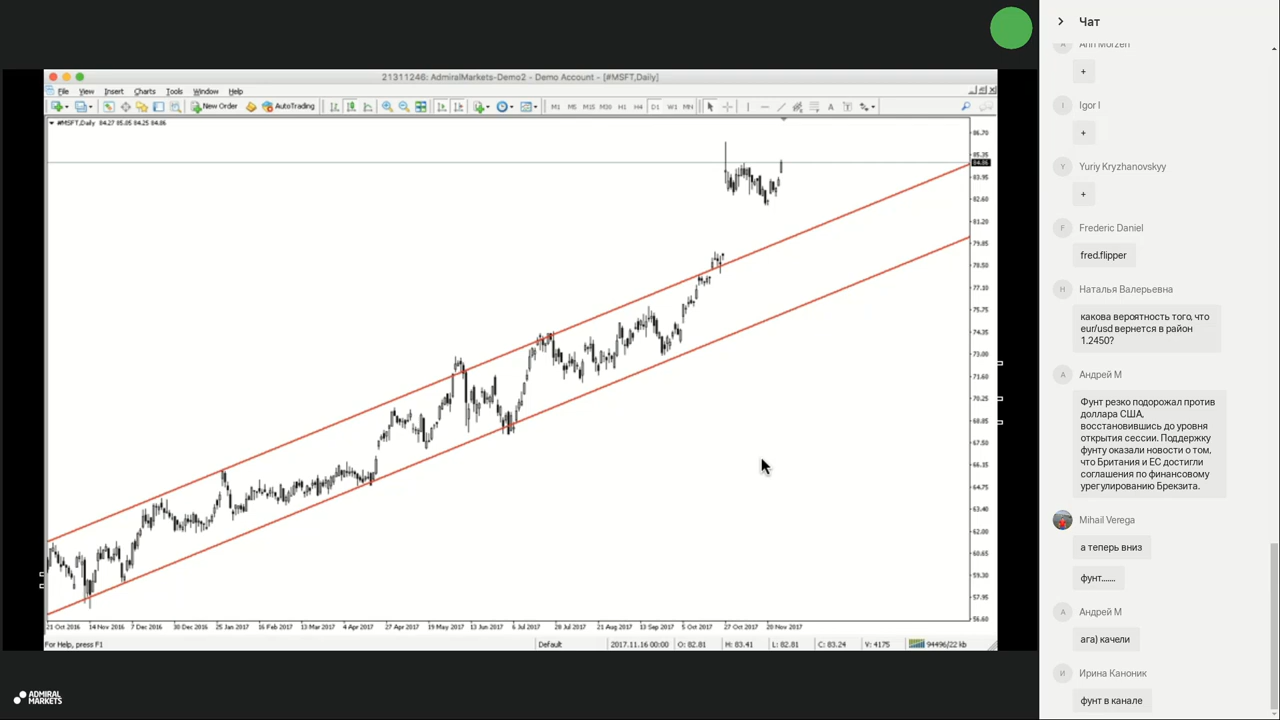 21311246: AdmiralMarkets-Demo2 - Demo Account - [#MSFT,Daily]
File View Insert Charts Tools Window Help
New Order AutoTrading M1 M5 M15 M30 H1 H4 D1 W1 MN
#MSFT,Daily 84.27 85.05 84.25 84.86
86.70
85.35
84.86
83.95
82.60
81.20
79.85
78.50
77.10
75.75
74.35
73.00
71.60
70.25
68.85
67.50
66.15
64.75
63.40
62.00
60.65
59.30
57.95
56.60
21 Oct 2016 14 Nov 2016 7 Dec 2016 30 Dec 2016 25 Jan 2017 16 Feb 2017 13 Mar 2017 4 Apr 2017 27 Apr 2017 19 May 2017 13 Jun 2017 6 Jul 2017 28 Jul 2017 21 Aug 2017 13 Sep 2017 5 Oct 2017 27 Oct 2017 20 Nov 2017
For Help, press F1 Default 2017.11.16 00:00 O: 82.81 H: 83.41 L: 82.81 C: 83.24 V: 4175 94496/22 kb
ADMIRAL
MARKETS
Чат
Ann Morzen
+
Igor I
+
Yuriy Kryzhanovskyy
+
Frederic Daniel
fred.flipper
Наталья Валерьевна
какова вероятность того, что
eur/usd вернется в район
1.2450?
Андрей М
Фунт резко подорожал против
доллара США,
восстановившись до уровня
открытия сессии. Поддержку
фунту оказали новости о том,
что Британия и ЕС достигли
соглашения по финансовому
урегулированию Брекзита.
Mihail Verega
а теперь вниз
фунт.......
Андрей М
ага) качели
Ирина Каноник
фунт в канале